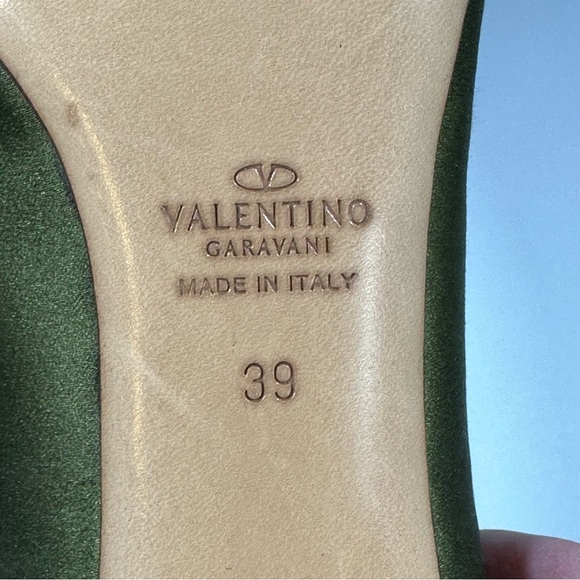 VALENTINO
GARAVANI
MADE IN ITALY
39